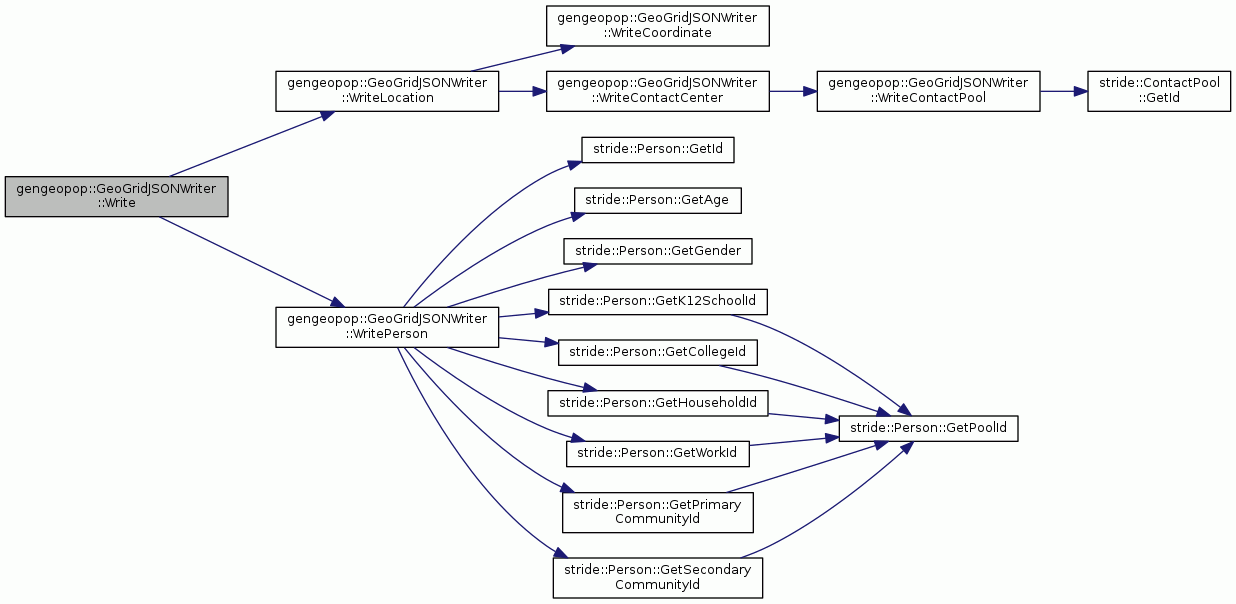 gengeopop::GeoGridJSONWriter
::Write
gengeopop::GeoGridJSONWriter
::WriteLocation
gengeopop::GeoGridJSONWriter
::WriteCoordinate
gengeopop::GeoGridJSONWriter
::WriteContactCenter
gengeopop::GeoGridJSONWriter
::WriteContactPool
stride::ContactPool
::GetId
gengeopop::GeoGridJSONWriter
::WritePerson
stride::Person::GetId
stride::Person::GetAge
stride::Person::GetGender
stride::Person::GetK12SchoolId
stride::Person::GetCollegeId
stride::Person::GetHouseholdId
stride::Person::GetWorkId
stride::Person::GetPrimary
CommunityId
stride::Person::GetSecondary
CommunityId
stride::Person::GetPoolId